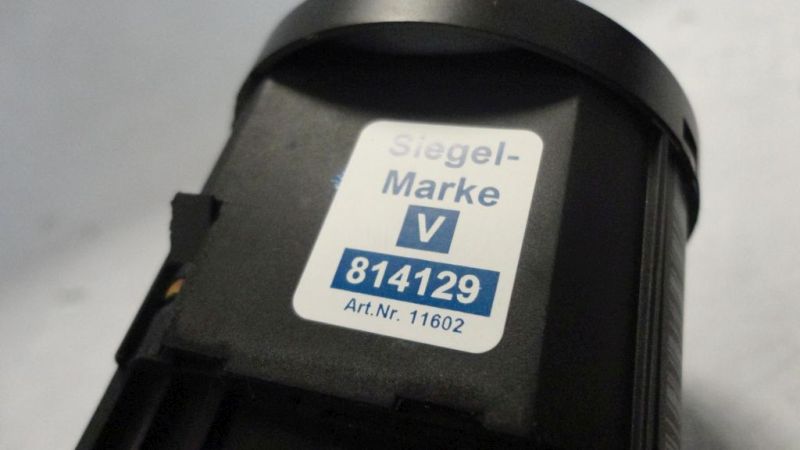 Siegel-
Marke
V
814129
Art.Nr. 11602